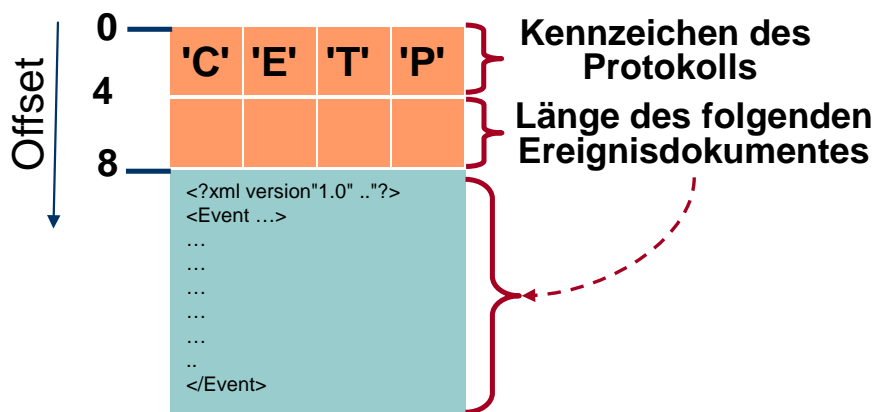 Offset
0
4
8
'C' 'E' 'T' 'P'
Kennzeichen des
Protokolls
Länge des folgenden
Ereignisdokumentes
<?xml version"1.0" .."?>
<Event …>
…
…
…
…
…
..
</Event>